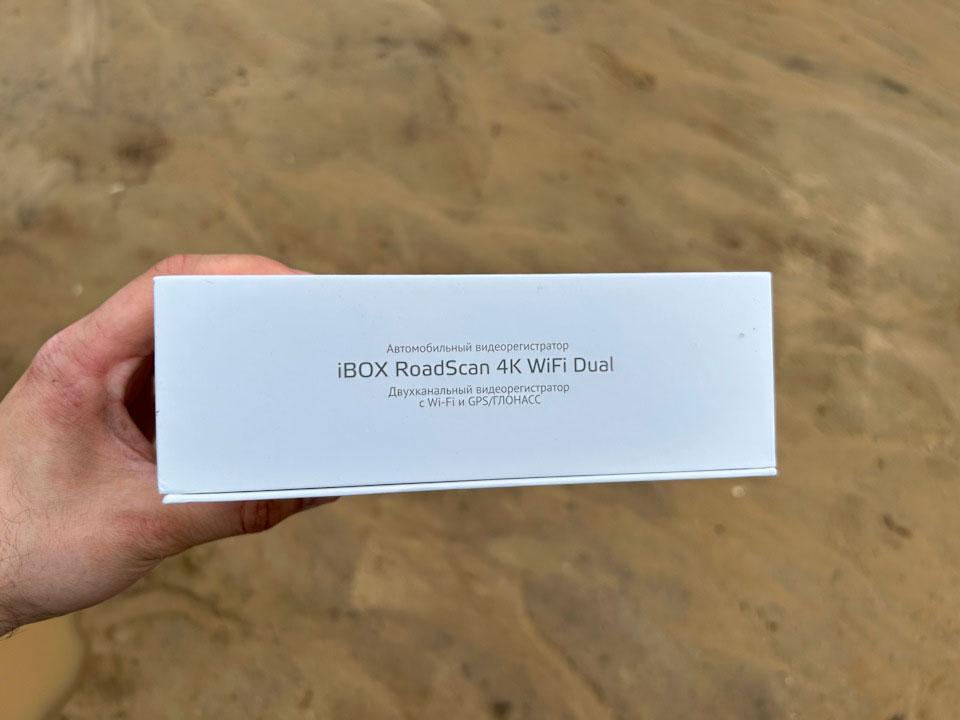 Автомобильный видеорегистратор
iBOX RoadScan 4K WiFi Dual
Двухканальный видеорегистратор
с Wi-Fi и GPS/ГЛОНАСС